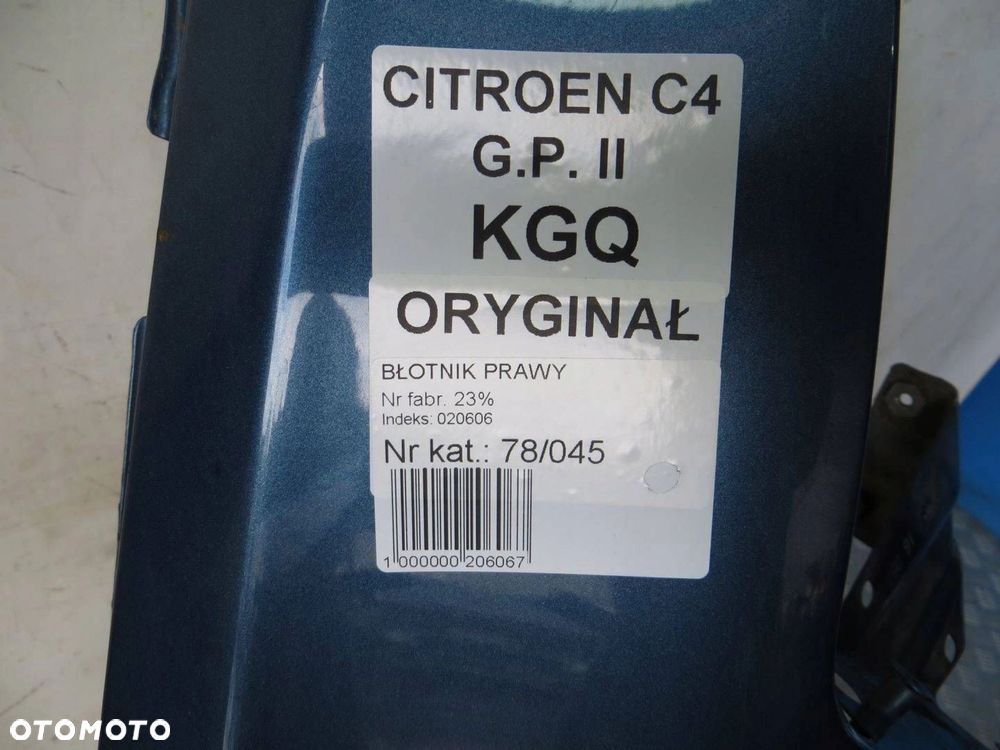 CITROEN C4
G.P. II
KGQ
ORYGINAŁ
BŁOTNIK PRAWY
Nr fabr. 23%
Indeks: 020606
Nr kat.: 78/045
1 000000 206067
OTOMOTO